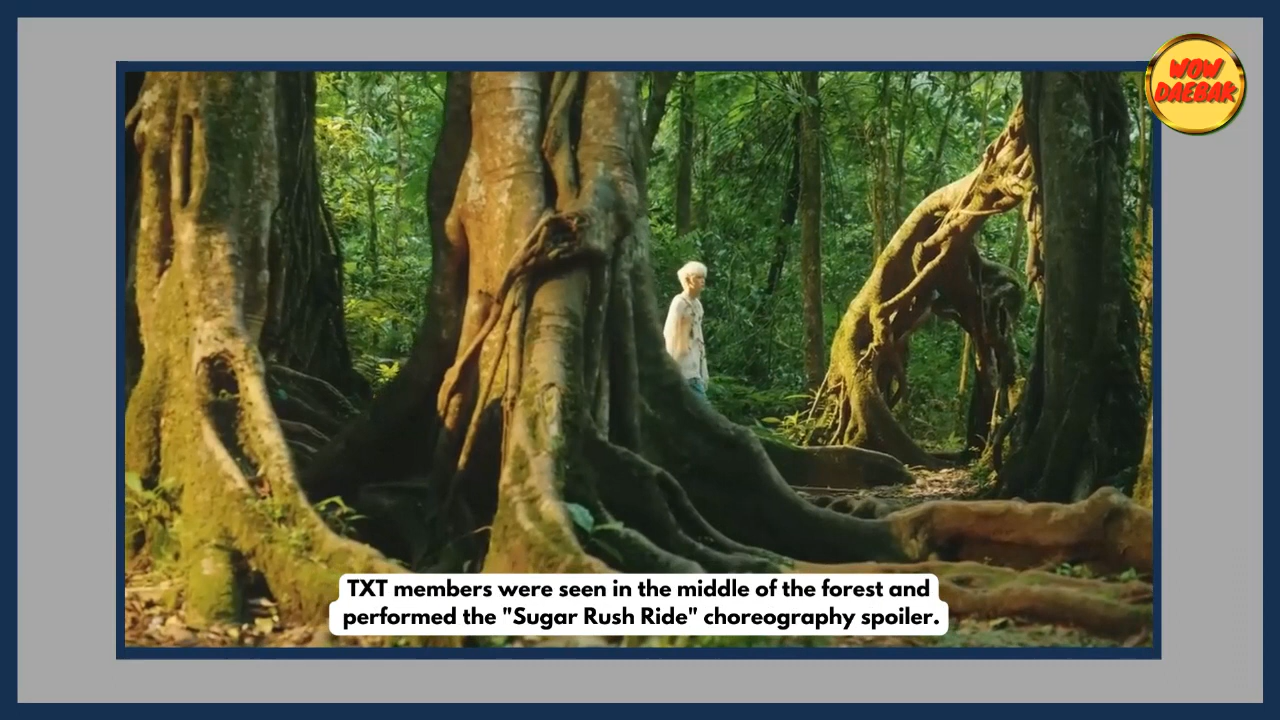 WOW
DAEBAK
TXT members were seen in the middle of the forest and
performed the "Sugar Rush Ride" choreography spoiler.